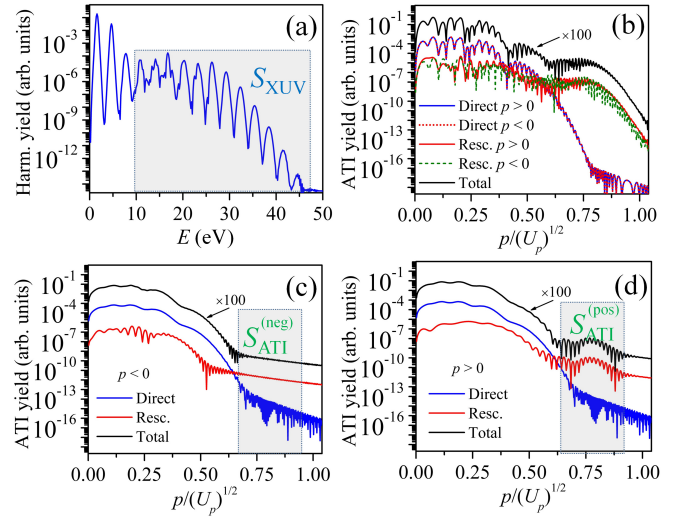 (a)
Harm. yield (arb. units)
10⁻³
10⁻⁶
10⁻⁹
10⁻¹²
S_XUV
0 10 20 30 40 50
E (eV)
(b)
ATI yield (arb. units)
10⁻¹
10⁻⁴
10⁻⁷
10⁻¹⁰
10⁻¹³
10⁻¹⁶
×100
Direct p > 0
Direct p < 0
Resc. p > 0
Resc. p < 0
Total
0.00 0.25 0.50 0.75 1.00
p/(U_p)^1/2
(c)
ATI yield (arb. units)
10⁻¹
10⁻⁴
10⁻⁷
10⁻¹⁰
10⁻¹³
10⁻¹⁶
×100
S_ATI^(neg)
p < 0
Direct
Resc.
Total
0.00 0.25 0.50 0.75 1.00
p/(U_p)^1/2
(d)
ATI yield (arb. units)
10⁻¹
10⁻⁴
10⁻⁷
10⁻¹⁰
10⁻¹³
10⁻¹⁶
×100
S_ATI^(pos)
p > 0
Direct
Resc.
Total
0.00 0.25 0.50 0.75 1.00
p/(U_p)^1/2